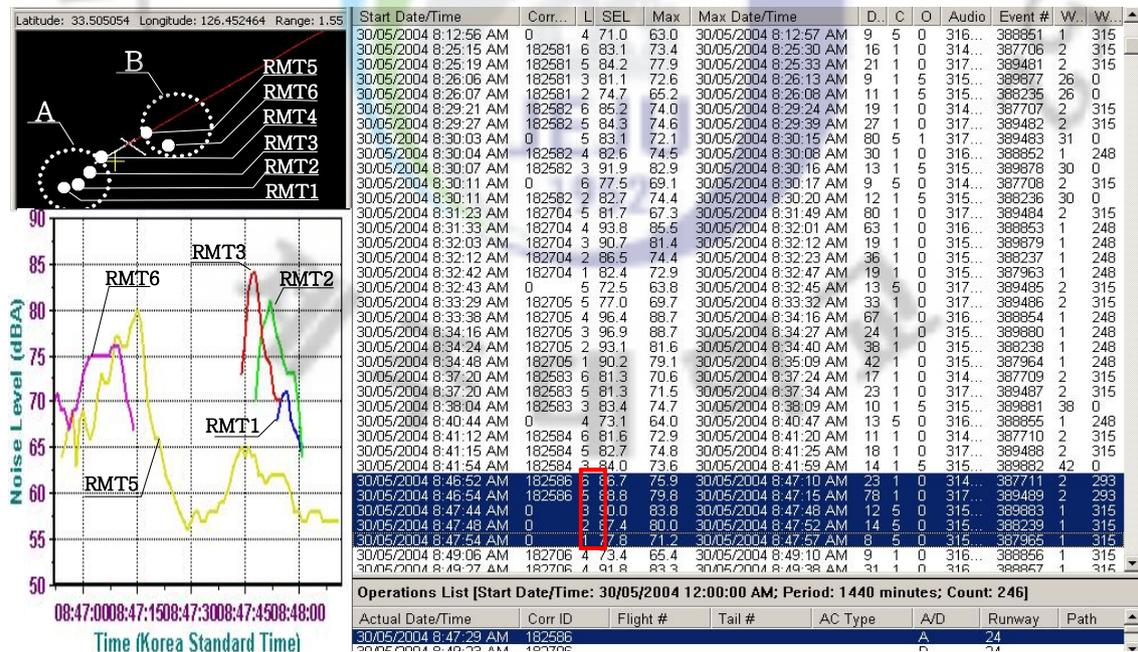 Latitude: 33.505054 Longitude: 126.452464 Range: 1.55
B
RMT5
RMT6
A
RMT4
RMT3
RMT2
RMT1
90
RMT3
85
RMT6
RMT2
80
75
70
RMT1
65
RMT5
60
55
50
Noise Level (dBA)
08:47:00 08:47:15 08:47:30 08:47:45 08:48:00
Time (Korea Standard Time)
Start Date/Time Corr... L SEL Max Max Date/Time D.. C O Audio Event # W... W...
30/05/2004 8:12:56 AM 0 4 71.0 63.0 30/05/2004 8:12:57 AM 9 5 0 316... 388851 1 315
30/05/2004 8:25:15 AM 182581 6 83.1 73.4 30/05/2004 8:25:30 AM 16 1 0 314... 387706 2 315
30/05/2004 8:25:19 AM 182581 5 84.2 77.9 30/05/2004 8:25:33 AM 21 1 0 317... 389481 2 315
30/05/2004 8:26:06 AM 182581 3 81.1 72.6 30/05/2004 8:26:13 AM 9 1 5 315... 389877 26 0
30/05/2004 8:26:07 AM 182581 2 74.7 65.2 30/05/2004 8:26:08 AM 11 1 5 315... 388235 26 0
30/05/2004 8:29:21 AM 182582 6 85.2 74.0 30/05/2004 8:29:24 AM 19 1 0 314... 387707 2 315
30/05/2004 8:29:27 AM 182582 5 84.3 74.6 30/05/2004 8:29:39 AM 27 1 0 317... 389482 2 315
30/05/2004 8:30:03 AM 0 5 83.1 72.1 30/05/2004 8:30:15 AM 80 5 1 317... 389483 31 0
30/05/2004 8:30:04 AM 182582 4 82.6 74.5 30/05/2004 8:30:08 AM 30 1 0 316... 388852 1 248
30/05/2004 8:30:07 AM 182582 3 91.9 82.9 30/05/2004 8:30:16 AM 13 1 5 315... 389878 30 0
30/05/2004 8:30:11 AM 0 6 77.5 69.1 30/05/2004 8:30:17 AM 9 5 0 314... 387708 2 315
30/05/2004 8:30:11 AM 182582 2 82.7 74.4 30/05/2004 8:30:20 AM 12 1 5 315... 388236 30 0
30/05/2004 8:31:23 AM 182704 5 81.7 67.3 30/05/2004 8:31:49 AM 80 1 0 317... 389484 2 315
30/05/2004 8:31:33 AM 182704 4 93.8 85.5 30/05/2004 8:32:01 AM 63 1 0 316... 388853 1 248
30/05/2004 8:32:03 AM 182704 3 90.7 81.4 30/05/2004 8:32:12 AM 19 1 0 315... 389879 1 248
30/05/2004 8:32:12 AM 182704 2 86.5 74.4 30/05/2004 8:32:23 AM 36 1 0 315... 388237 1 248
30/05/2004 8:32:42 AM 182704 1 82.4 72.9 30/05/2004 8:32:47 AM 19 1 0 315... 387963 1 248
30/05/2004 8:32:43 AM 0 5 72.5 63.8 30/05/2004 8:32:45 AM 13 5 0 317... 389485 2 315
30/05/2004 8:33:29 AM 182705 5 77.0 69.7 30/05/2004 8:33:32 AM 33 1 0 317... 389486 2 315
30/05/2004 8:33:38 AM 182705 4 96.4 88.7 30/05/2004 8:34:16 AM 67 1 0 316... 388854 1 248
30/05/2004 8:34:16 AM 182705 3 96.9 88.7 30/05/2004 8:34:27 AM 24 1 0 315... 389880 1 248
30/05/2004 8:34:24 AM 182705 2 93.1 81.6 30/05/2004 8:34:40 AM 38 1 0 315... 388238 1 248
30/05/2004 8:34:48 AM 182705 1 90.2 79.1 30/05/2004 8:35:09 AM 42 1 0 315... 387964 1 248
30/05/2004 8:37:20 AM 182583 6 81.3 70.6 30/05/2004 8:37:24 AM 17 1 0 314... 387709 2 315
30/05/2004 8:37:20 AM 182583 5 81.3 71.5 30/05/2004 8:37:34 AM 23 1 0 317... 389487 2 315
30/05/2004 8:38:04 AM 182583 3 83.4 74.7 30/05/2004 8:38:09 AM 10 1 5 315... 389881 38 0
30/05/2004 8:40:44 AM 0 4 73.1 64.0 30/05/2004 8:40:47 AM 13 5 0 316... 388855 1 248
30/05/2004 8:41:12 AM 182584 6 81.6 72.9 30/05/2004 8:41:20 AM 11 1 0 314... 387710 2 315
30/05/2004 8:41:15 AM 182584 5 82.7 74.8 30/05/2004 8:41:25 AM 18 1 0 317... 389488 2 315
30/05/2004 8:41:54 AM 182584 3 84.0 73.6 30/05/2004 8:41:59 AM 14 1 5 315... 389882 42 0
30/05/2004 8:46:52 AM 182586 6 86.7 75.9 30/05/2004 8:47:10 AM 23 1 0 314... 387711 2 293
30/05/2004 8:46:54 AM 182586 5 88.8 79.8 30/05/2004 8:47:15 AM 78 1 0 317... 389489 2 293
30/05/2004 8:47:44 AM 0 3 90.0 83.8 30/05/2004 8:47:48 AM 12 5 0 315... 389883 1 315
30/05/2004 8:47:48 AM 0 2 87.4 80.0 30/05/2004 8:47:52 AM 14 5 0 315... 388239 1 315
30/05/2004 8:47:54 AM 0 1 77.8 71.2 30/05/2004 8:47:57 AM 8 5 0 315... 387965 1 315
30/05/2004 8:49:06 AM 182706 4 73.4 65.4 30/05/2004 8:49:10 AM 9 1 0 316... 388856 1 315
30/05/2004 8:49:27 AM 182706 4 91.8 83.3 30/05/2004 8:49:38 AM 31 1 0 316... 388857 1 315
Operations List [Start Date/Time: 30/05/2004 12:00:00 AM; Period: 1440 minutes; Count: 246]
Actual Date/Time Corr ID Flight # Tail # AC Type A/D Runway Path
30/05/2004 8:47:29 AM 182586 A 24
30/05/2004 8:49:23 AM 182706 D 24